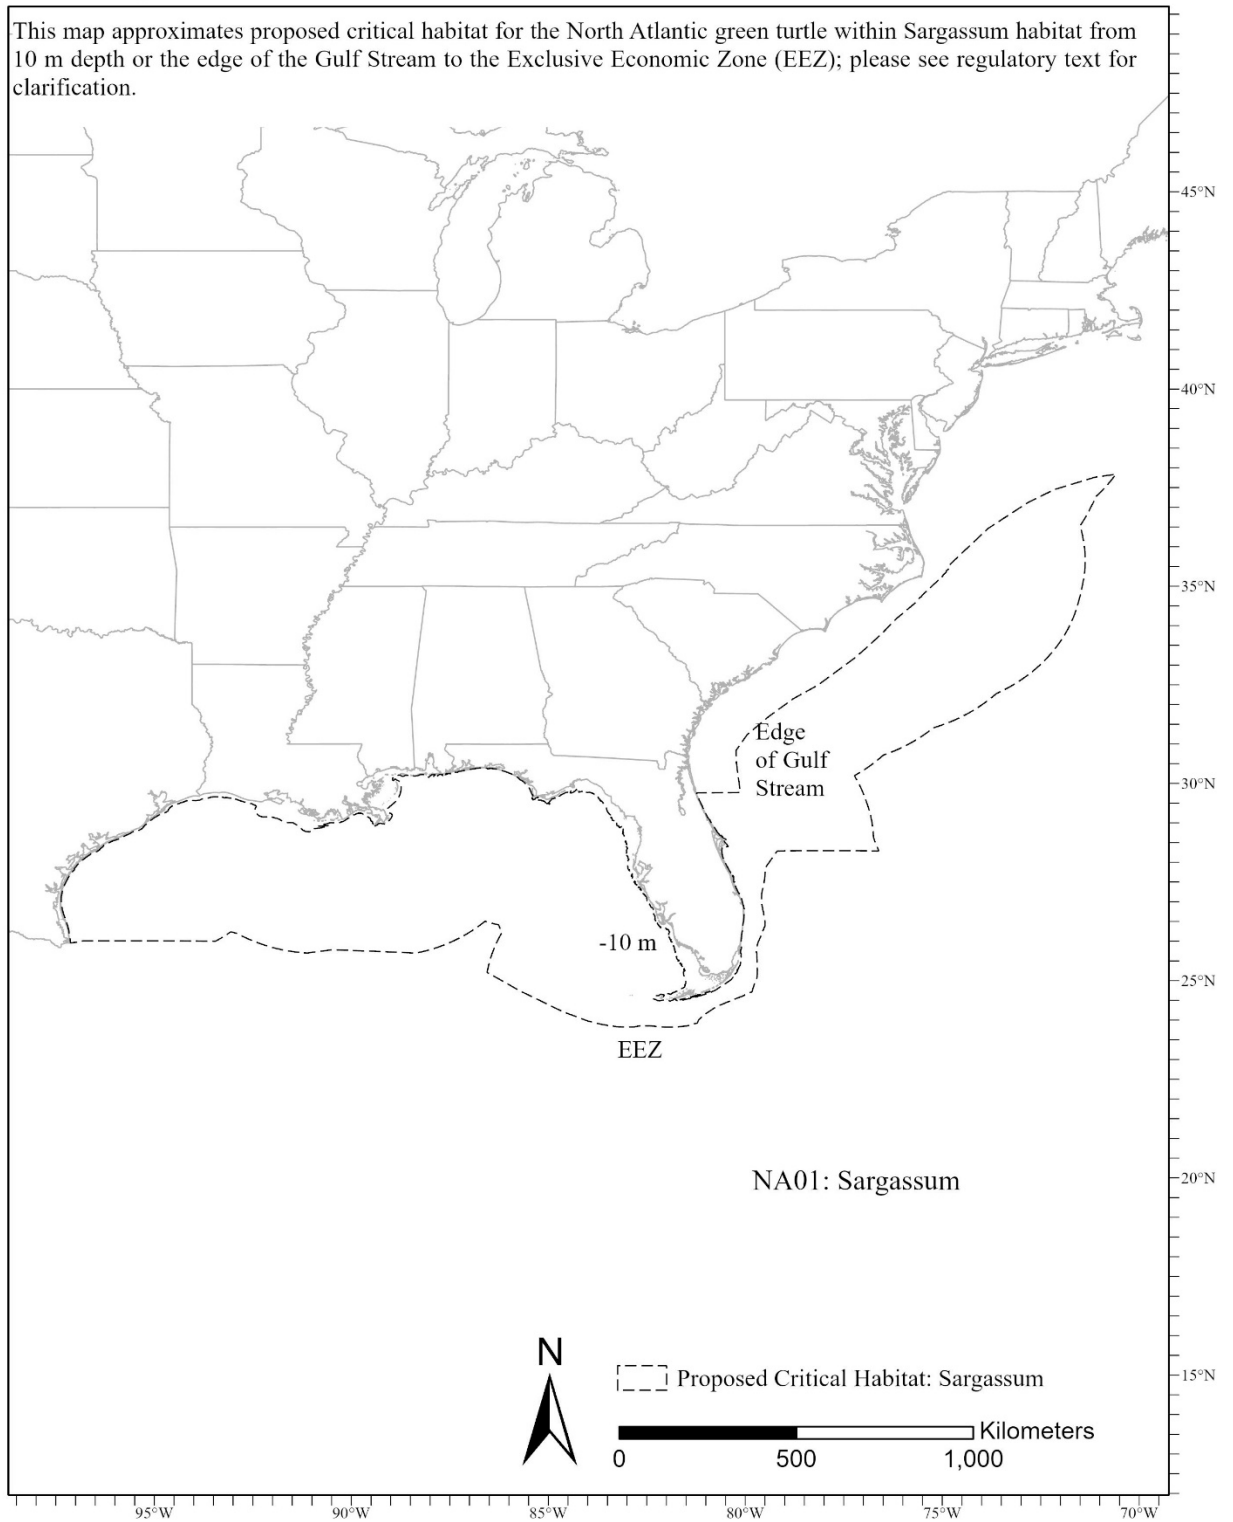 This map approximates proposed critical habitat for the North Atlantic green turtle within Sargassum habitat from
10 m depth or the edge of the Gulf Stream to the Exclusive Economic Zone (EEZ); please see regulatory text for
clarification.
45°N
40°N
35°N
Edge
of Gulf
Stream
30°N
-10 m
25°N
EEZ
NA01: Sargassum
20°N
N
Proposed Critical Habitat: Sargassum
15°N
Kilometers
0 500 1,000
95°W 90°W 85°W 80°W 75°W 70°W